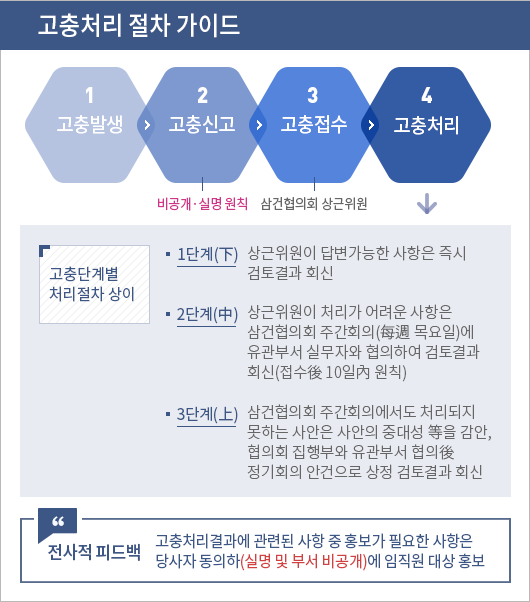 고충처리 절차 가이드
1
고충발생
2
고충신고
3
고충접수
4
고충처리
비공개·실명 원칙
삼건협의회 상근위원
고충단계별
처리절차 상이
1단계(下)
상근위원이 답변가능한 사항은 즉시
검토결과 회신
2단계(中)
상근위원이 처리가 어려운 사항은
삼건협의회 주간회의(每週 목요일)에
유관부서 실무자와 협의하여 검토결과
회신(접수後 10일內 원칙)
3단계(上)
삼건협의회 주간회의에서도 처리되지
못하는 사안은 사안의 중대성 等을 감안,
협의회 집행부와 유관부서 협의後
정기회의 안건으로 상정 검토결과 회신
전사적 피드백
고충처리결과에 관련된 사항 중 홍보가 필요한 사항은
당사자 동의하(실명 및 부서 비공개)에 임직원 대상 홍보